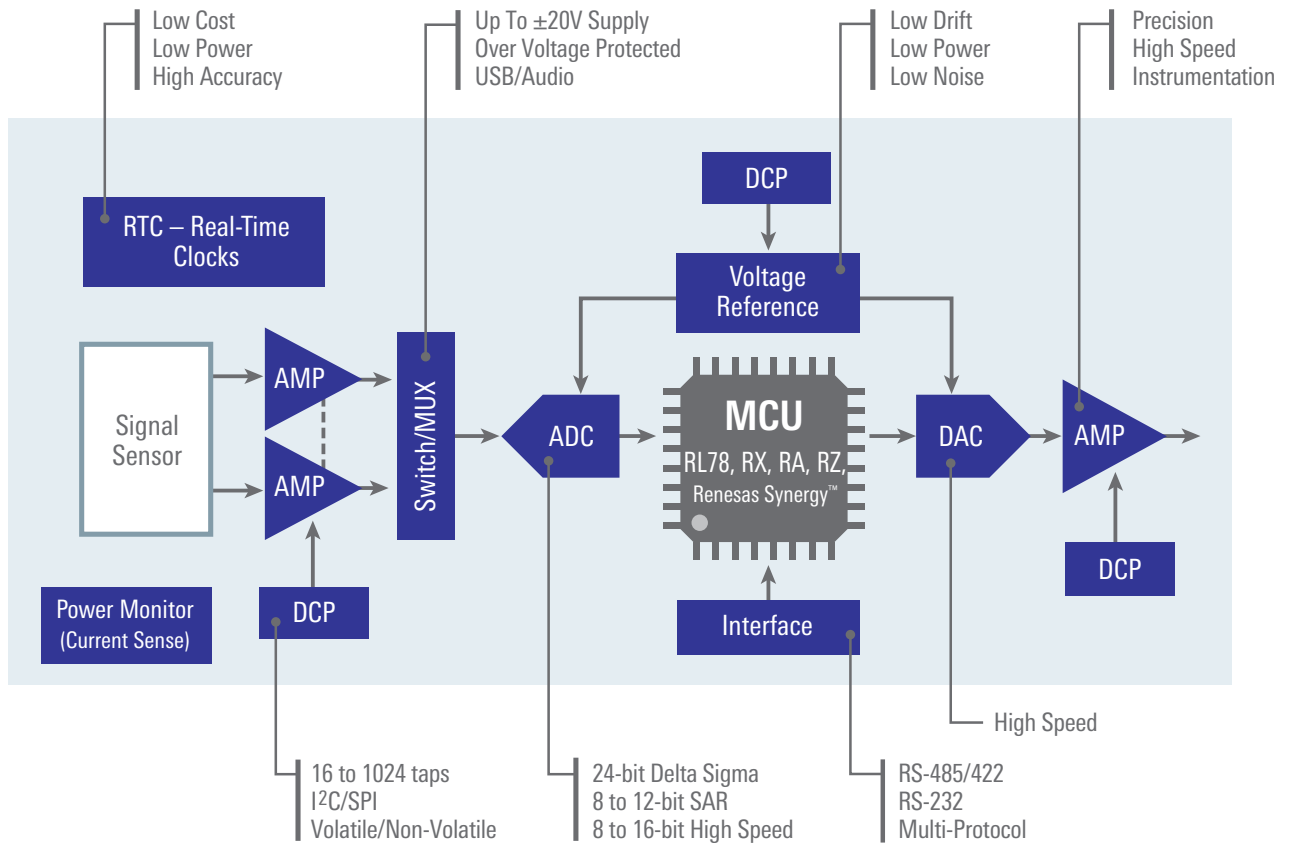 Low Cost
Low Power
High Accuracy
Up To ±20V Supply
Over Voltage Protected
USB/Audio
Low Drift
Low Power
Low Noise
Precision
High Speed
Instrumentation
RTC – Real-Time
Clocks
DCP
Voltage
Reference
Signal
Sensor
AMP
AMP
Switch/MUX
ADC
MCU
RL78, RX, RA, RZ,
Renesas Synergy™
DAC
AMP
Power Monitor
(Current Sense)
DCP
Interface
DCP
High Speed
16 to 1024 taps
I²C/SPI
Volatile/Non-Volatile
24-bit Delta Sigma
8 to 12-bit SAR
8 to 16-bit High Speed
RS-485/422
RS-232
Multi-Protocol